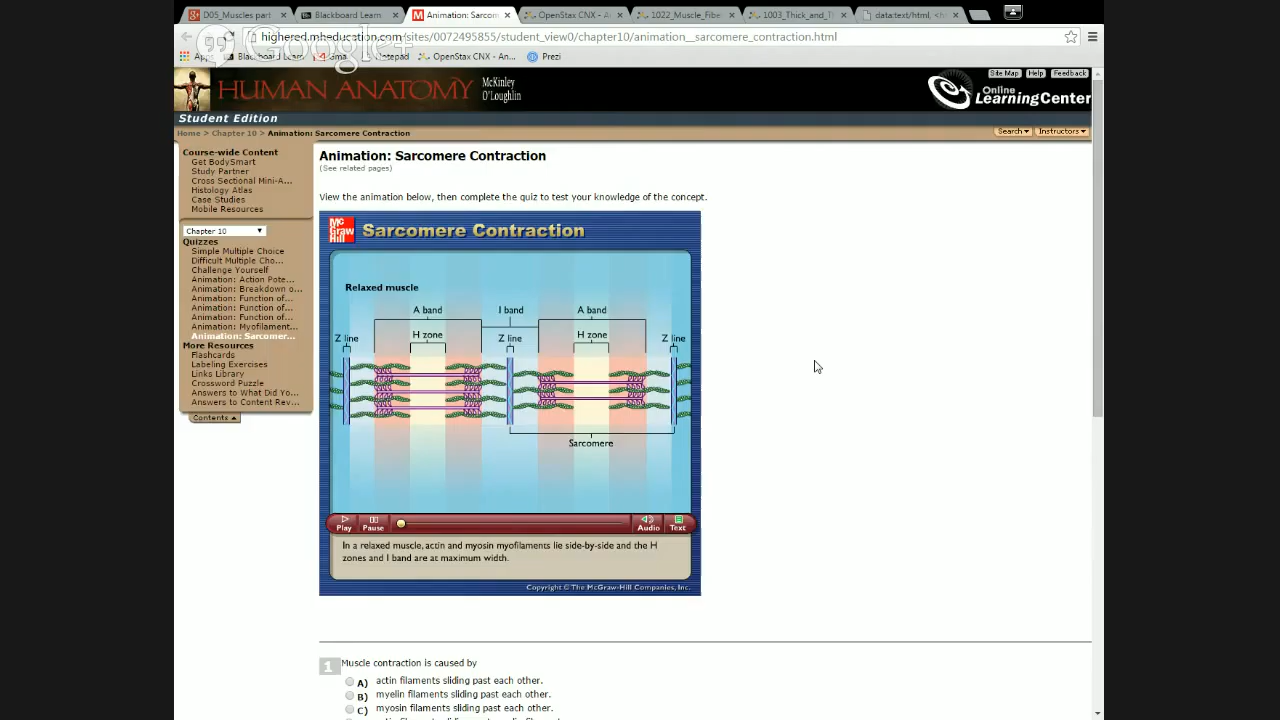 D05_Muscles part
Blackboard Learn
Animation: Sarcom
OpenStax CNX - An
1022_Muscle_Fibe
1003_Thick_and_T
data:text/html, <h
highered.mheducation.com/sites/0072495855/student_view0/chapter10/animation__sarcomere_contraction.html
Google+
Apps
Blackboard Learn
Gmail
Notepad
OpenStax CNX - An...
Prezi
HUMAN ANATOMY
McKinley
O'Loughlin
Site Map
Help
Feedback
Online
Learning Center
Student Edition
Home > Chapter 10 > Animation: Sarcomere Contraction
Search
Instructors
Course-wide Content
Get BodySmart
Study Partner
Cross Sectional Mini-A...
Histology Atlas
Case Studies
Mobile Resources
Chapter 10
Quizzes
Simple Multiple Choice
Difficult Multiple Cho...
Challenge Yourself
Animation: Action Pote...
Animation: Breakdown o...
Animation: Function of...
Animation: Function of...
Animation: Function of...
Animation: Myofilament...
Animation: Sarcomer...
More Resources
Flashcards
Labeling Exercises
Links Library
Crossword Puzzle
Answers to What Did Yo...
Answers to Content Rev...
Contents
Animation: Sarcomere Contraction
(See related pages)
View the animation below, then complete the quiz to test your knowledge of the concept.
Mc
Graw
Hill
Sarcomere Contraction
Relaxed muscle
A band
I band
A band
Z line
H zone
Z line
H zone
Z line
Sarcomere
Play
Pause
Audio
Text
In a relaxed muscle, actin and myosin myofilaments lie side-by-side and the H
zones and I band are at maximum width.
Copyright © The McGraw-Hill Companies, Inc.
1 Muscle contraction is caused by
A) actin filaments sliding past each other.
B) myelin filaments sliding past each other.
C) myosin filaments sliding past each other.